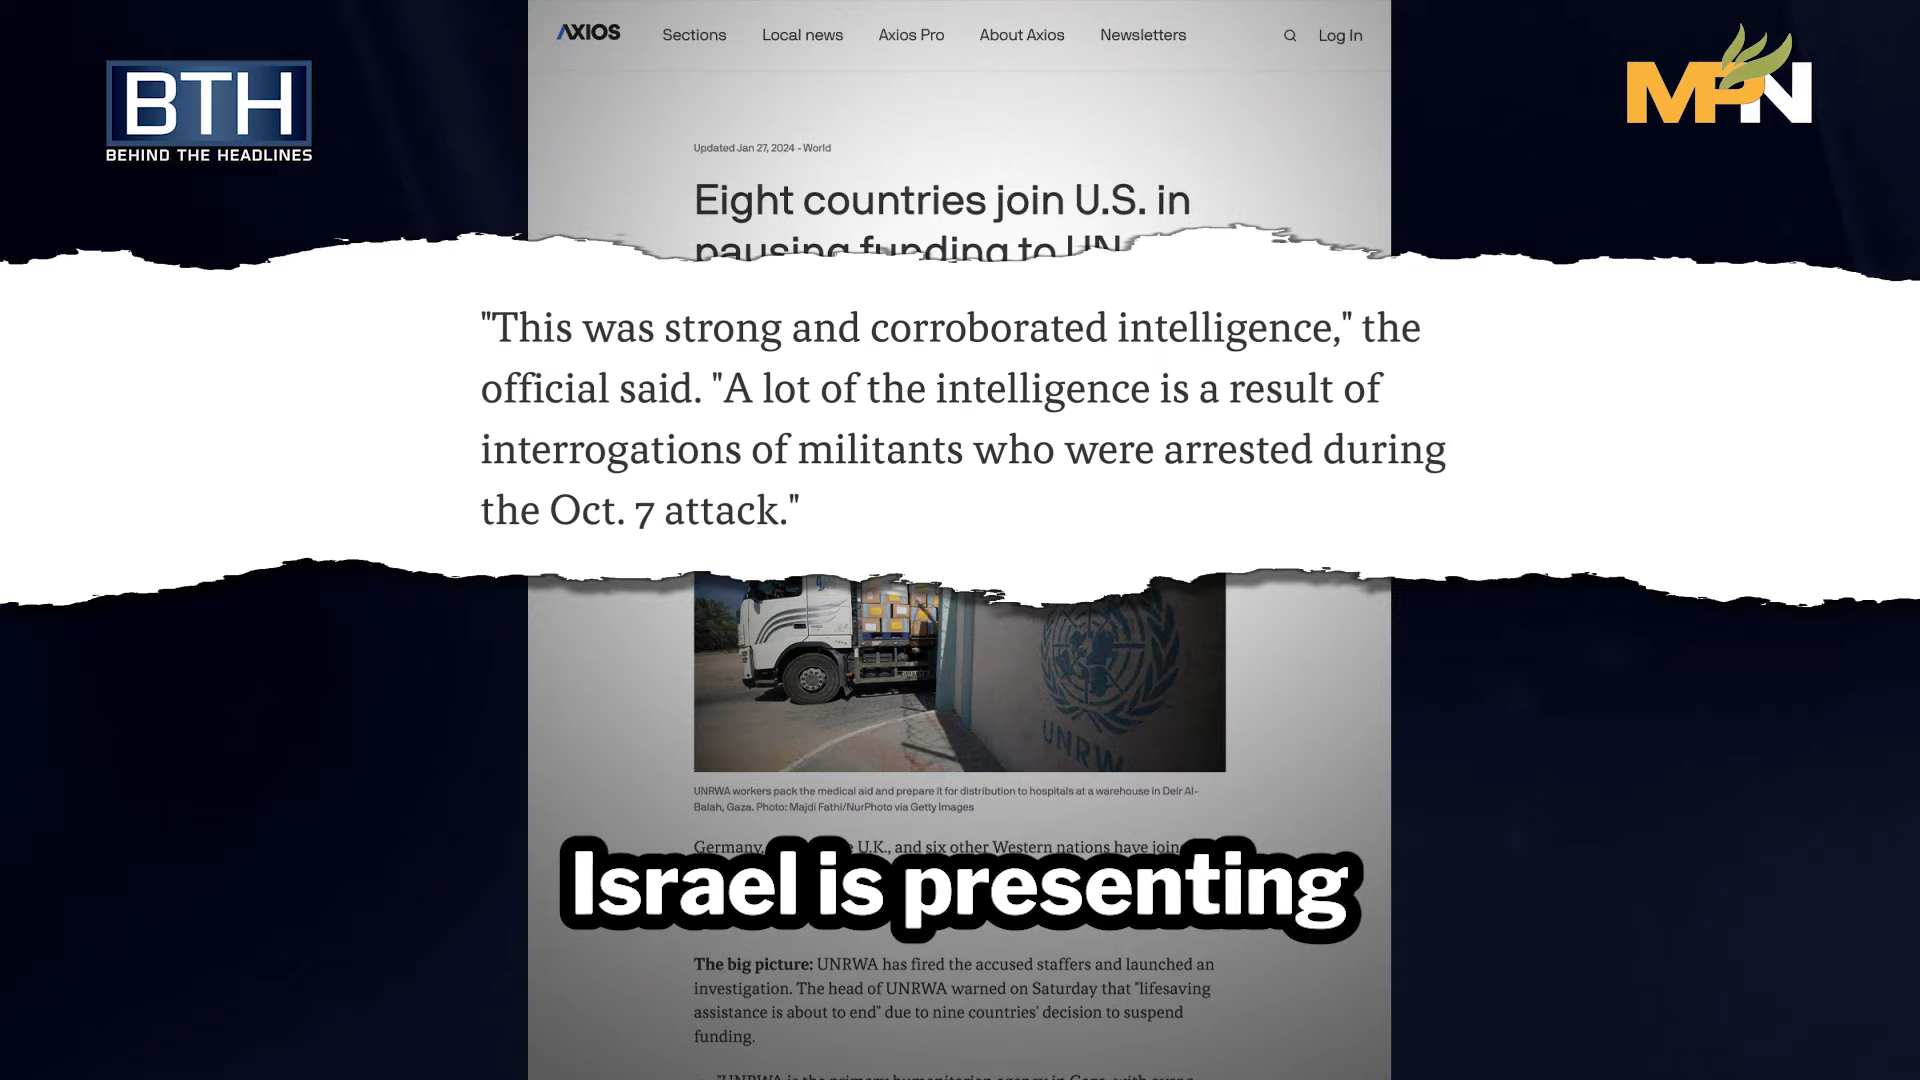 AXIOS Sections Local news Axios Pro About Axios Newsletters Log In
BTH
BEHIND THE HEADLINES
MPN
Updated Jan 27, 2024 - World
Eight countries join U.S. in
pausing funding to UN
"This was strong and corroborated intelligence," the
official said. "A lot of the intelligence is a result of
interrogations of militants who were arrested during
the Oct. 7 attack."
UNRW
UNRWA workers pack the medical aid and prepare it for distribution to hospitals at a warehouse in Deir Al-
Balah, Gaza. Photo: Majdi Fathi/NurPhoto via Getty Images
Germany, U.K., and six other Western nations have join
Israel is presenting
The big picture: UNRWA has fired the accused staffers and launched an
investigation. The head of UNRWA warned on Saturday that "lifesaving
assistance is about to end" due to nine countries' decision to suspend
funding.